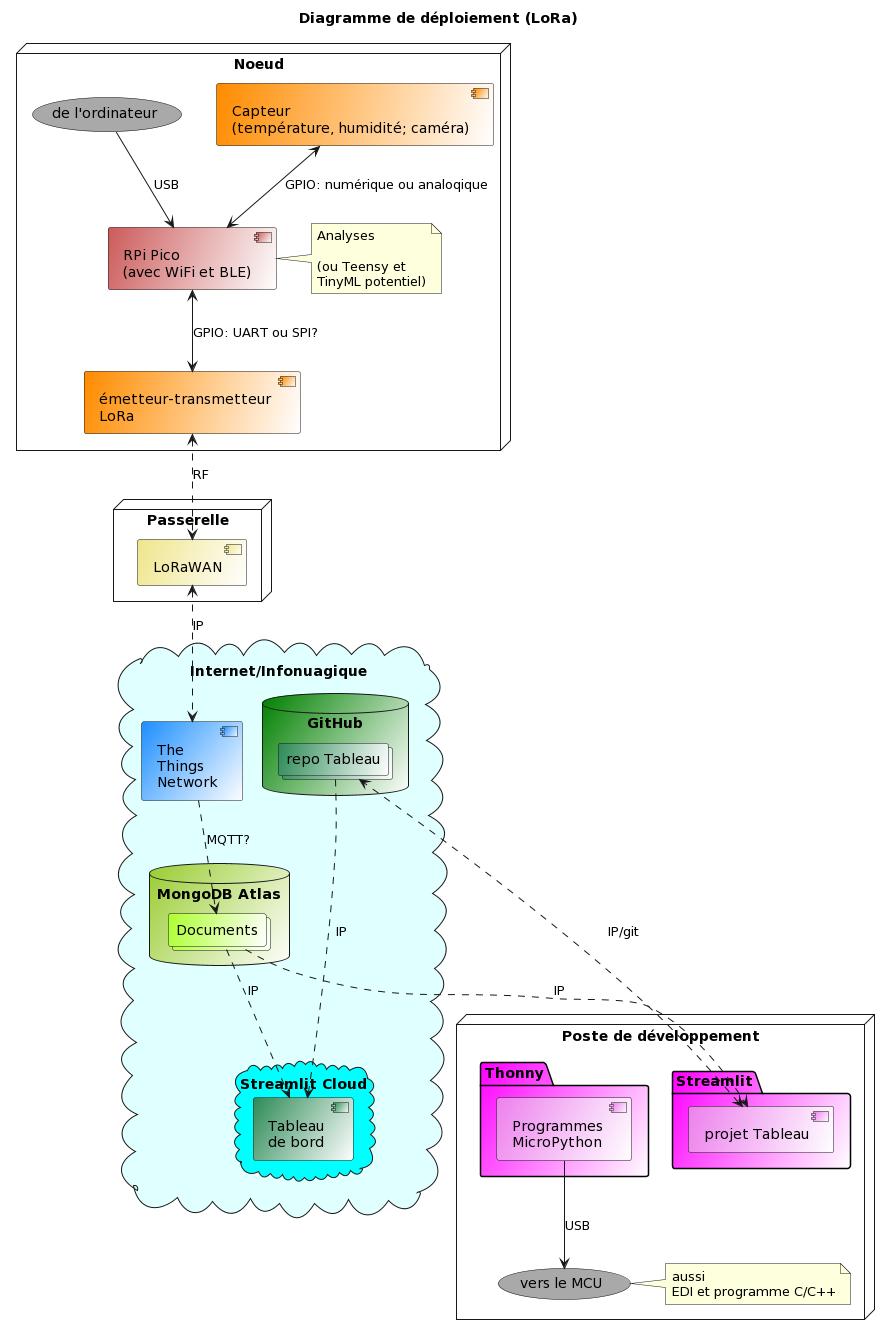 Diagramme de déploiement (LoRa)
Noeud
de l'ordinateur
Capteur
(température, humidité; caméra)
USB
GPIO: numérique ou analoqique
RPi Pico
(avec WiFi et BLE)
Analyses
(ou Teensy et
TinyML potentiel)
GPIO: UART ou SPI?
émetteur-transmetteur
LoRa
RF
Passerelle
LoRaWAN
IP
Internet/Infonuagique
The
Things
Network
GitHub
repo Tableau
MQTT?
MongoDB Atlas
Documents
IP
IP/git
IP
IP
Streamlit Cloud
Tableau
de bord
Poste de développement
Thonny
Programmes
MicroPython
Streamlit
projet Tableau
USB
vers le MCU
aussi
EDI et programme C/C++